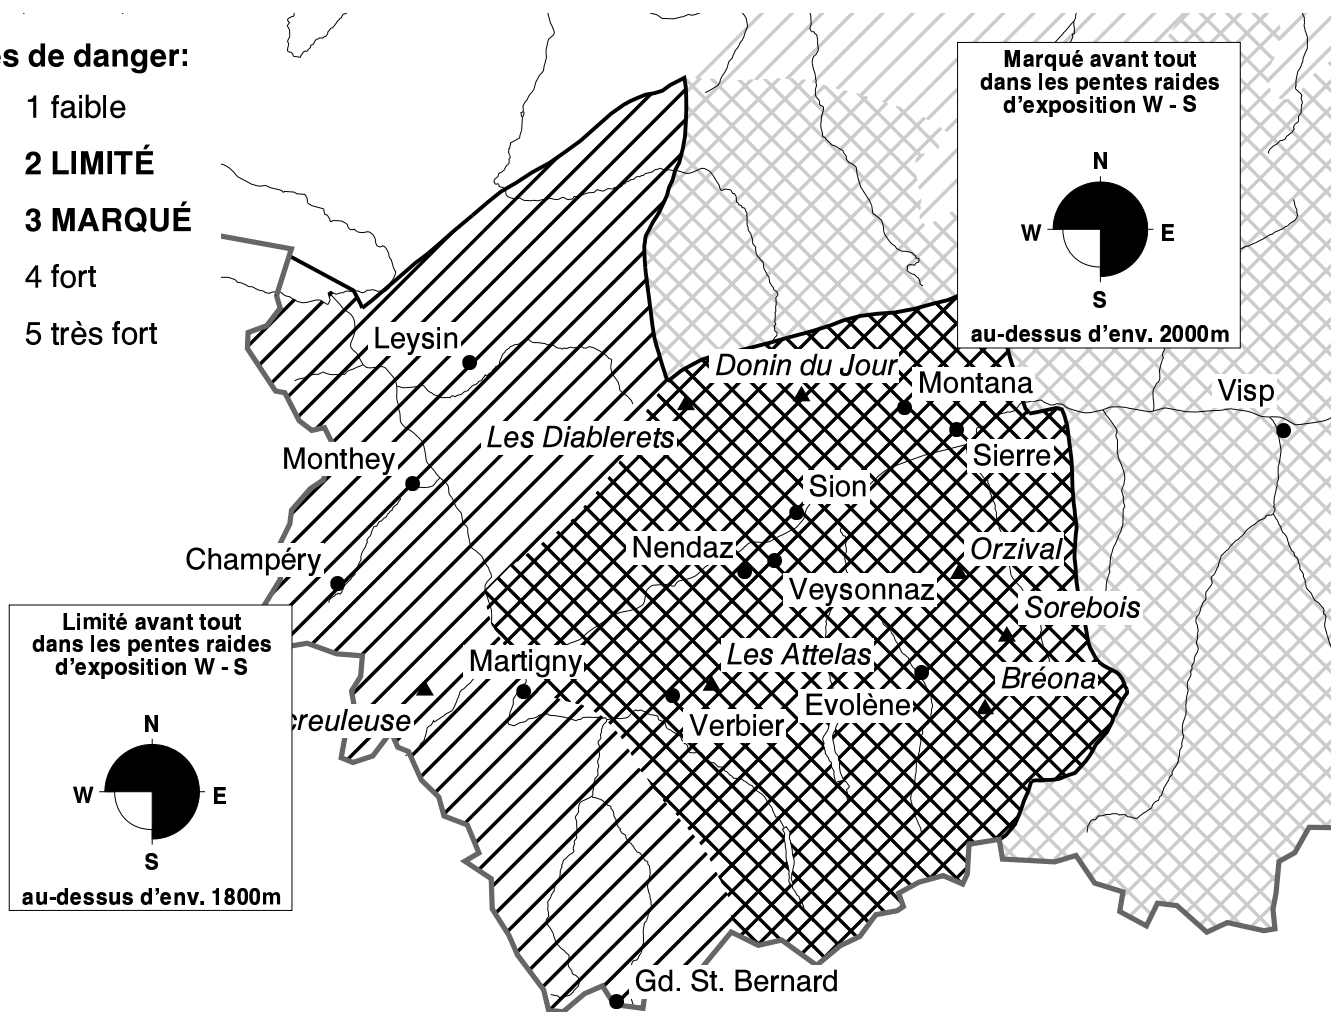 s de danger:
1 faible
2 LIMITÉ
3 MARQUÉ
4 fort
5 très fort
Marqué avant tout
dans les pentes raides
d'exposition W - S
N
W E
S
au-dessus d'env. 2000m
Leysin
Donin du Jour
Montana
Visp
Les Diablerets
Monthey
Sierre
Sion
Champéry
Nendaz
Orzival
Veysonnaz
Sorebois
Limité avant tout
dans les pentes raides
d'exposition W - S
N
W E
S
au-dessus d'env. 1800m
Martigny
Les Attelas
Bréona
creuleuse
Verbier
Evolène
Gd. St. Bernard